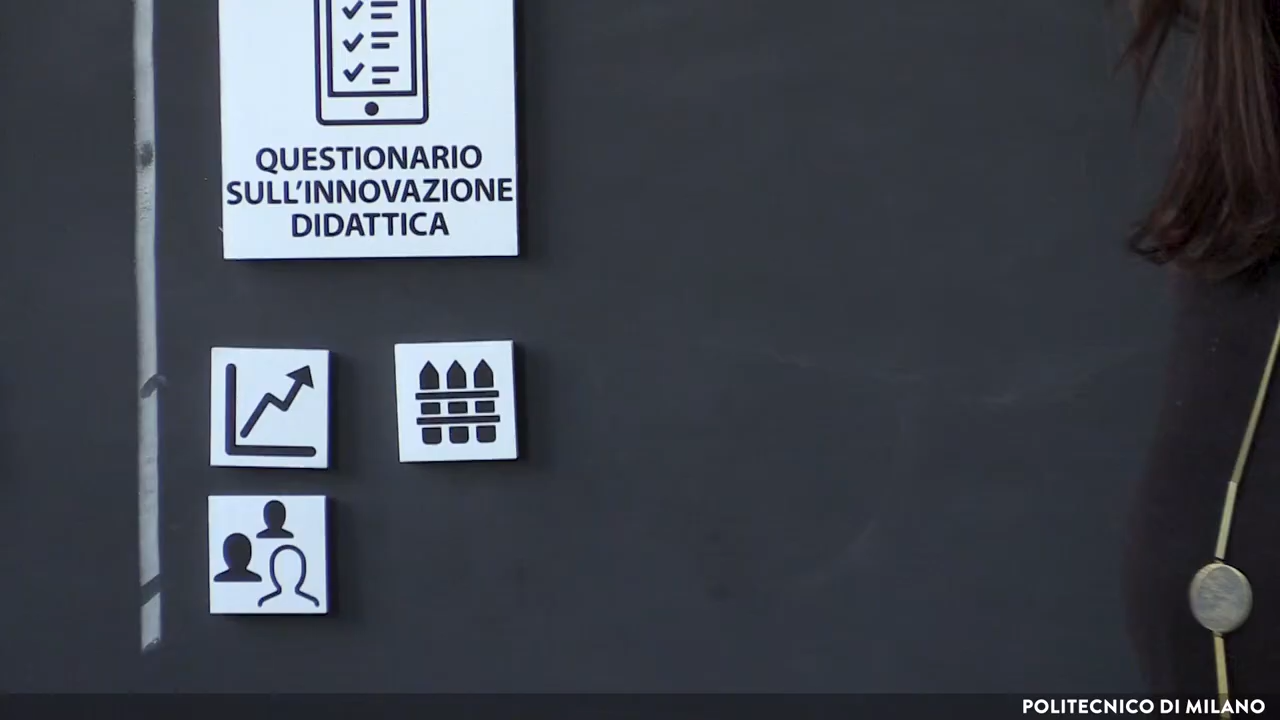 QUESTIONARIO
SULL'INNOVAZIONE
DIDATTICA
POLITECNICO DI MILANO